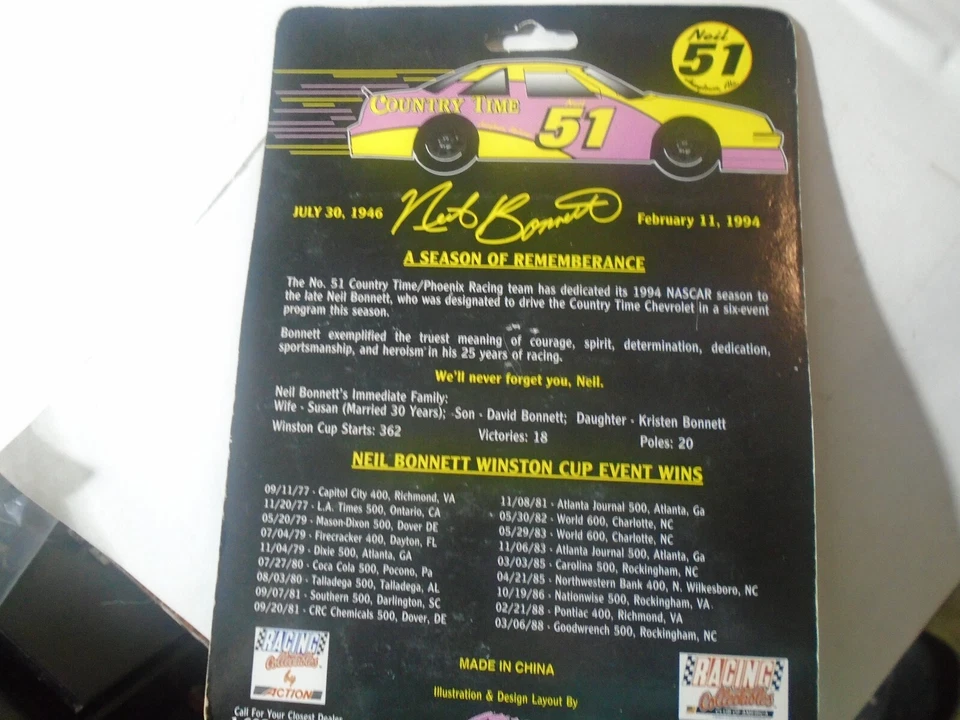 Neil
51
COUNTRY TIME
51
JULY 30, 1946
Neil Bonnett
February 11, 1994
A SEASON OF REMEMBERANCE
The No. 51 Country Time/Phoenix Racing team has dedicated its 1994 NASCAR season to
the late Neil Bonnett, who was designated to drive the Country Time Chevrolet in a six-event
program this season.
Bonnett exemplified the truest meaning of courage, spirit, determination, dedication,
sportsmanship, and heroism in his 25 years of racing.
We'll never forget you, Neil.
Neil Bonnett's Immediate Family:
Wife - Susan (Married 30 Years); Son - David Bonnett; Daughter - Kristen Bonnett
Winston Cup Starts: 362 Victories: 18 Poles: 20
NEIL BONNETT WINSTON CUP EVENT WINS
09/11/77 - Capitol City 400, Richmond, VA
11/20/77 - L.A. Times 500, Ontario, CA
05/20/79 - Mason-Dixon 500, Dover DE
07/04/79 - Firecracker 400, Dayton, FL
11/04/79 - Dixie 500, Atlanta, GA
07/27/80 - Coca Cola 500, Pocono, Pa
08/03/80 - Talladega 500, Talladega, AL
09/07/81 - Southern 500, Darlington, SC
09/20/81 - CRC Chemicals 500, Dover, DE
11/08/81 - Atlanta Journal 500, Atlanta, Ga
05/30/82 - World 600, Charlotte, NC
05/29/83 - World 600, Charlotte, NC
11/06/83 - Atlanta Journal 500, Atlanta, Ga
03/03/85 - Carolina 500, Rockingham, NC
04/21/85 - Northwestern Bank 400, N. Wilkesboro, NC
10/19/86 - Nationwise 500, Rockingham, VA
02/21/88 - Pontiac 400, Richmond, VA
03/06/88 - Goodwrench 500, Rockingham, NC
RACING
Collectibles
by
ACTION
MADE IN CHINA
Illustration & Design Layout By
RACING
Collectables
CLUB OF AMERICA
Call For Your Closest Dealer